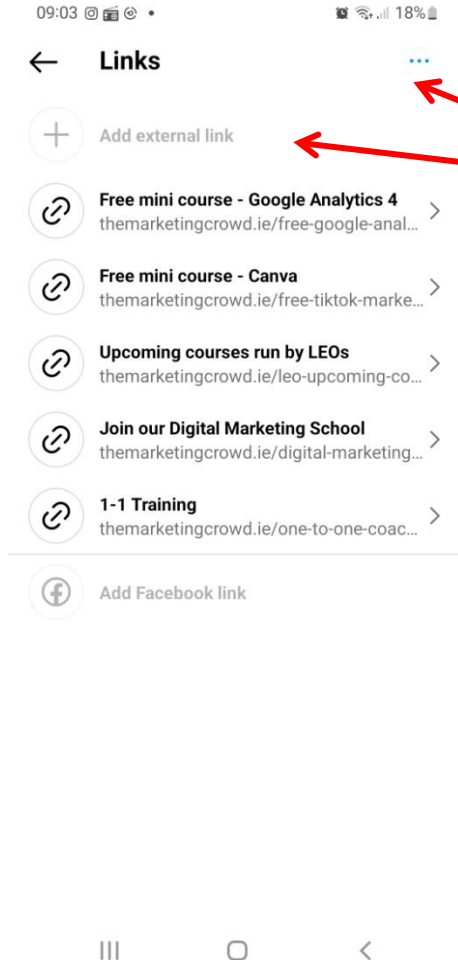 09:03
18%
Links
Add external link
Free mini course - Google Analytics 4
themarketingcrowd.ie/free-google-anal...
Free mini course - Canva
themarketingcrowd.ie/free-tiktok-marke...
Upcoming courses run by LEOs
themarketingcrowd.ie/leo-upcoming-co...
Join our Digital Marketing School
themarketingcrowd.ie/digital-marketing...
1-1 Training
themarketingcrowd.ie/one-to-one-coac...
Add Facebook link